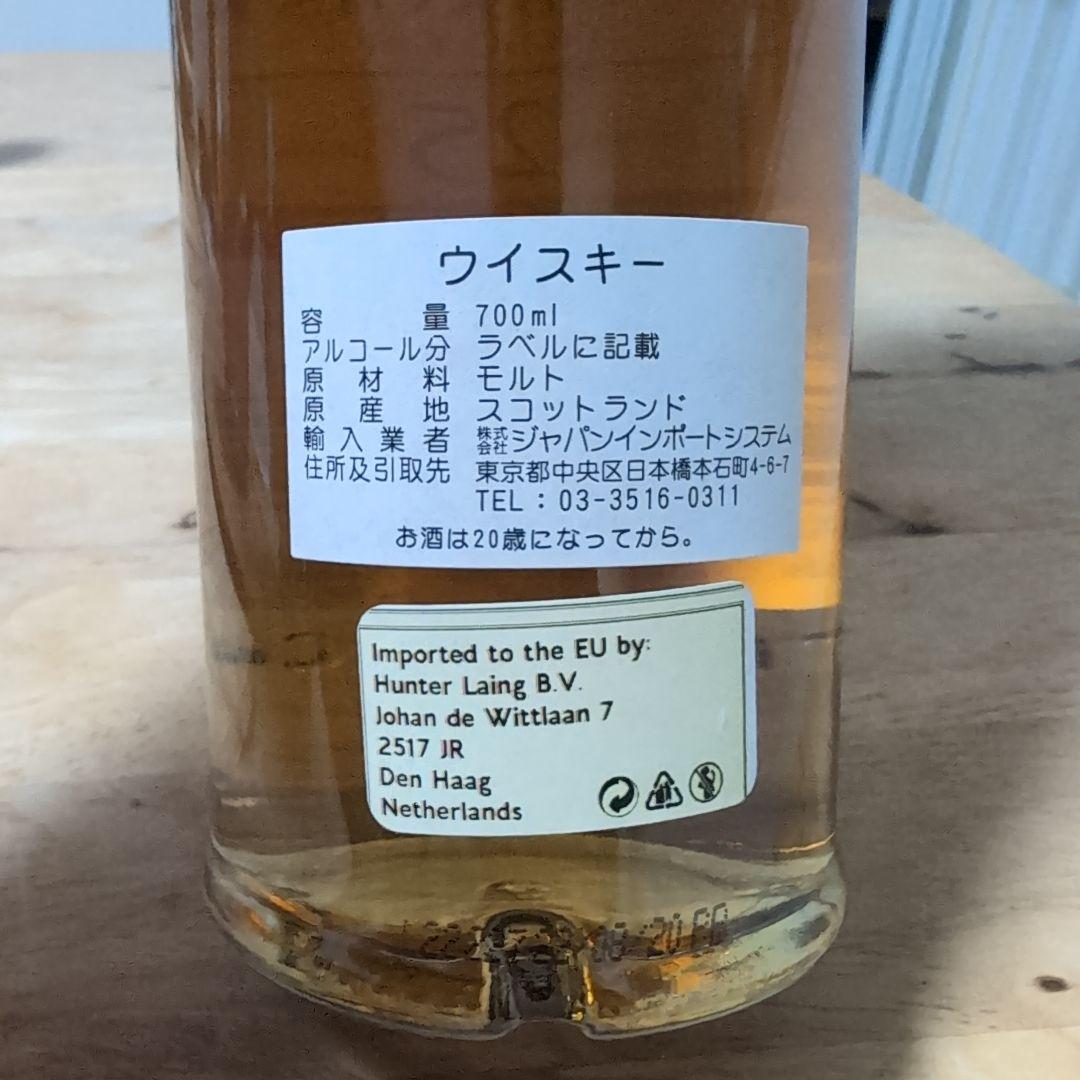 ウイスキー
容量 700ml
アルコール分 ラベルに記載
原材料 モルト
原産地 スコットランド
輸入業者 株式会社ジャパンインポートシステム
住所及引取先 東京都中央区日本橋本石町4-6-7
TEL : 03-3516-0311
お酒は20歳になってから。
Imported to the EU by:
Hunter Laing B.V.
Johan de Wittlaan 7
2517 JR
Den Haag
Netherlands